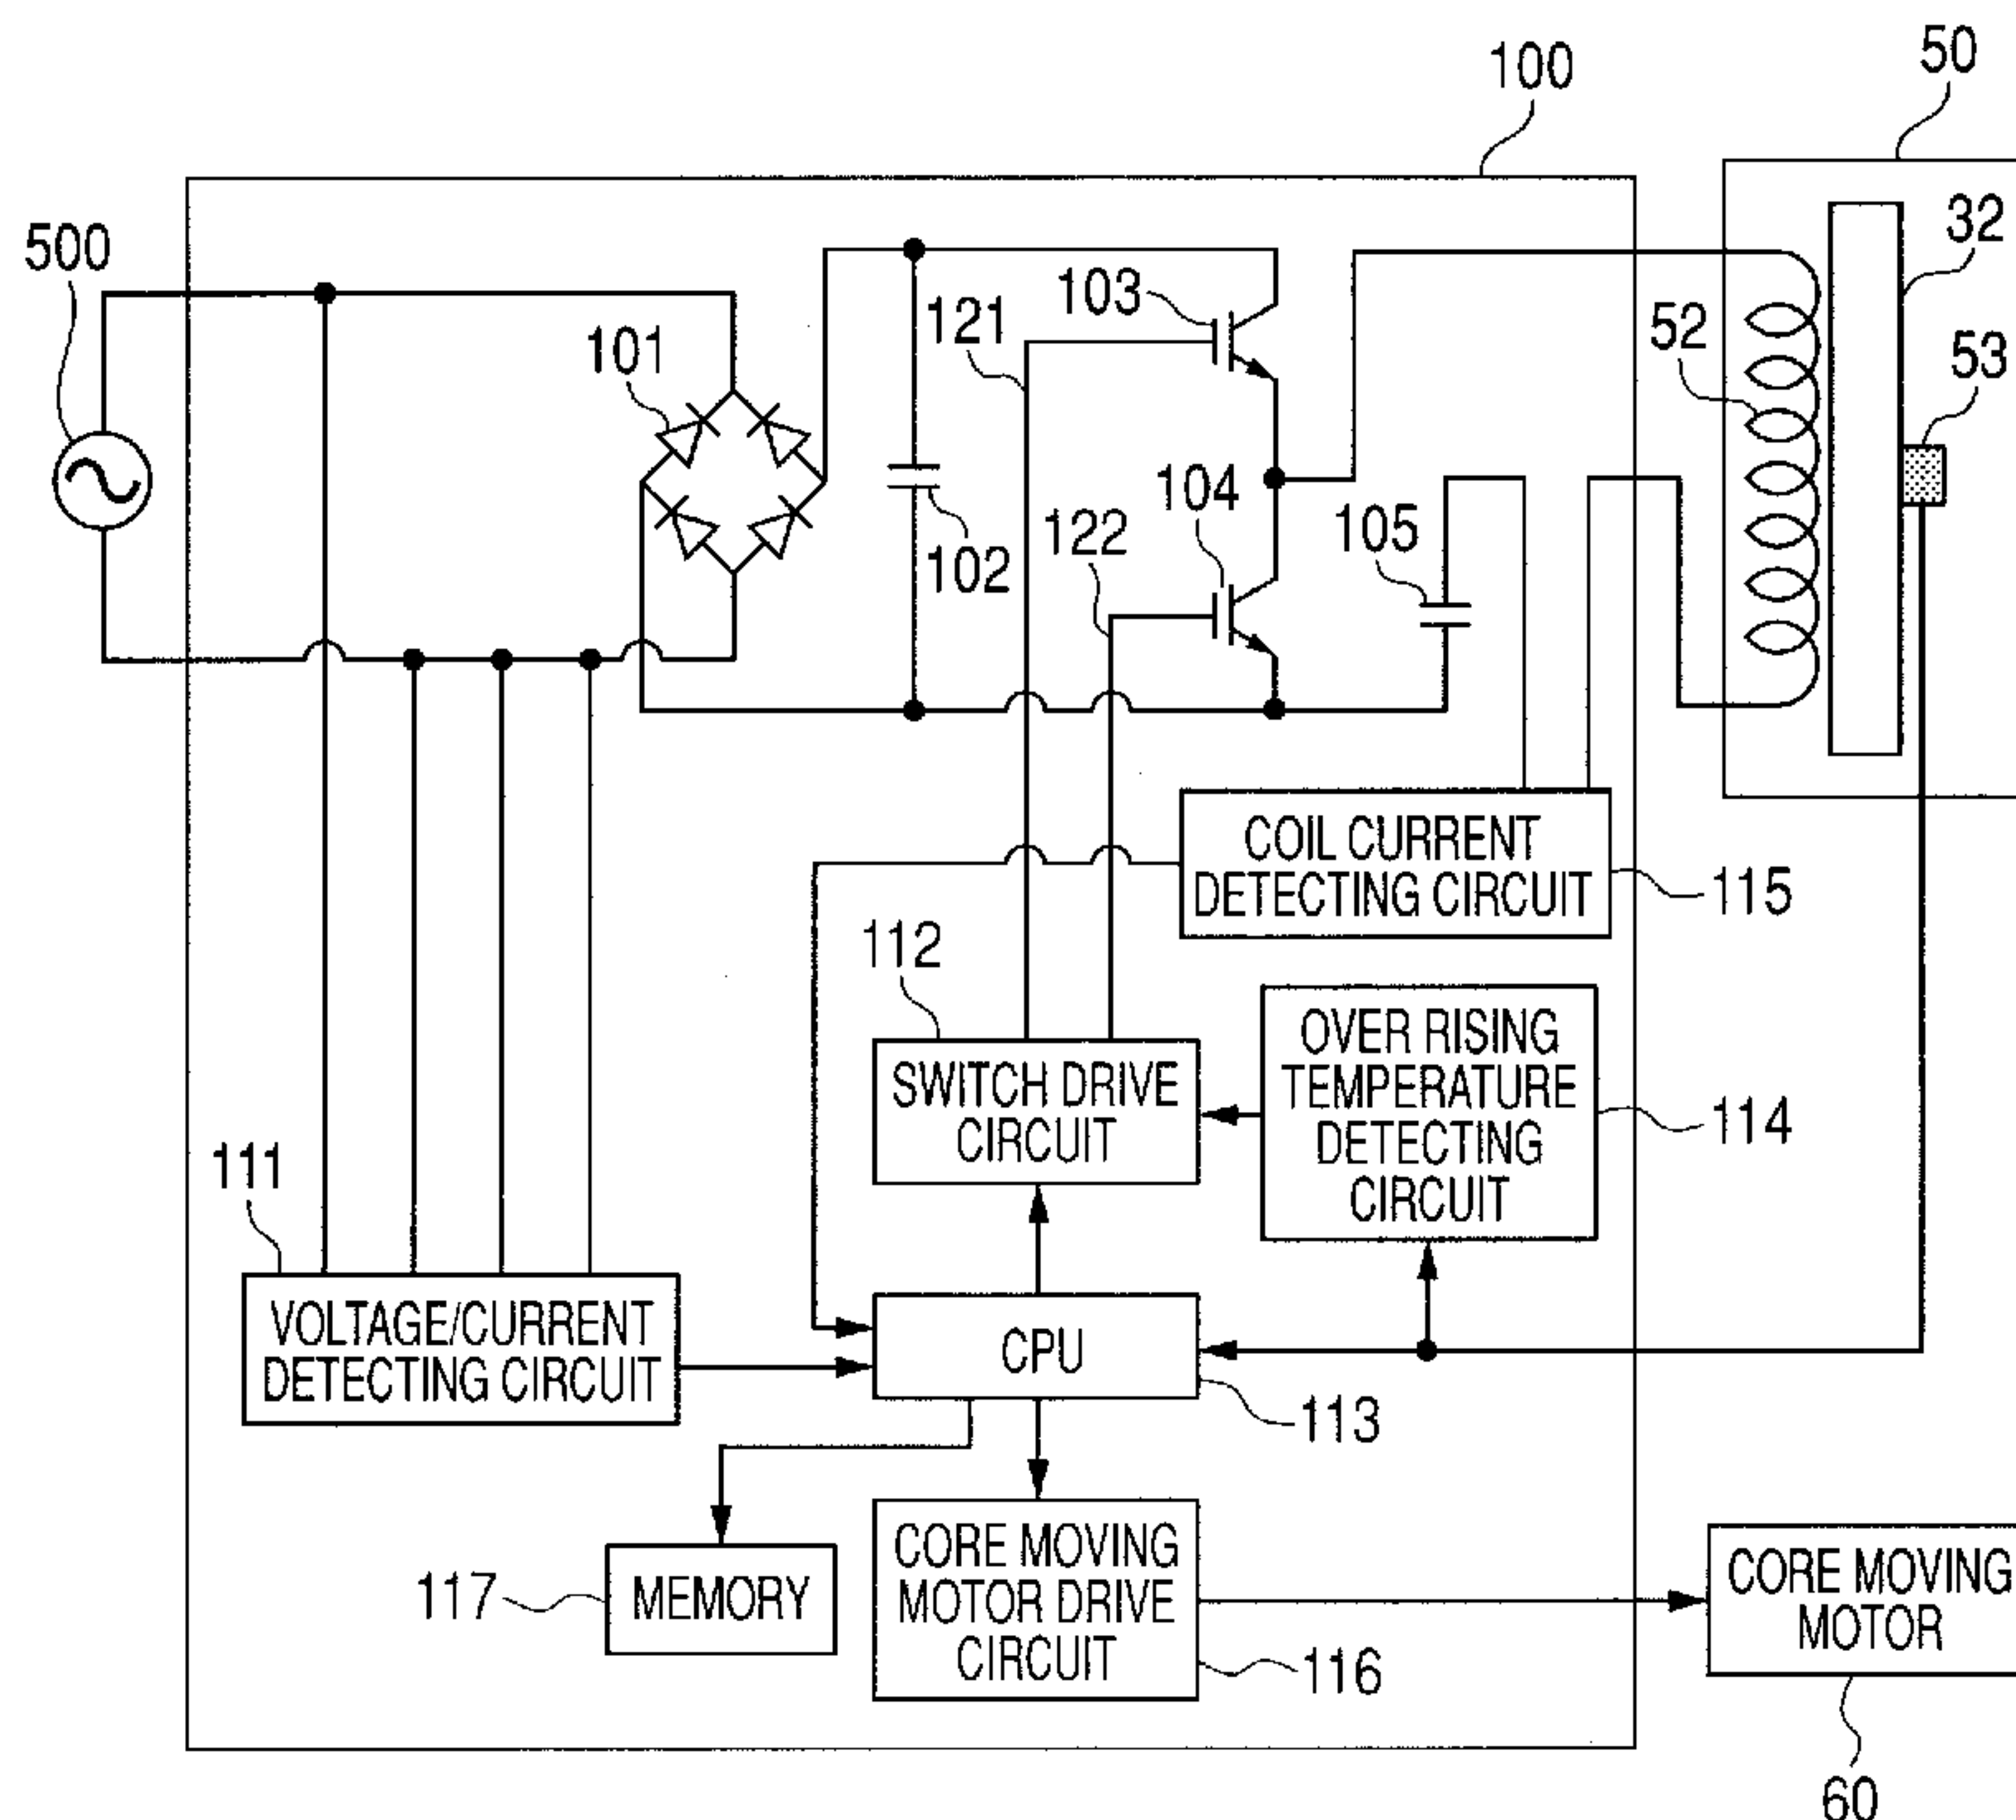 50
100
32
500
103
121
52
53
101
104
122
105
102
COIL CURRENT
DETECTING CIRCUIT
115
112
OVER RISING
TEMPERATURE
DETECTING
CIRCUIT
SWITCH DRIVE
CIRCUIT
114
111
VOLTAGE/CURRENT
DETECTING CIRCUIT
CPU
113
CORE MOVING
MOTOR DRIVE
CIRCUIT
CORE MOVING
MOTOR
117
MEMORY
116
60